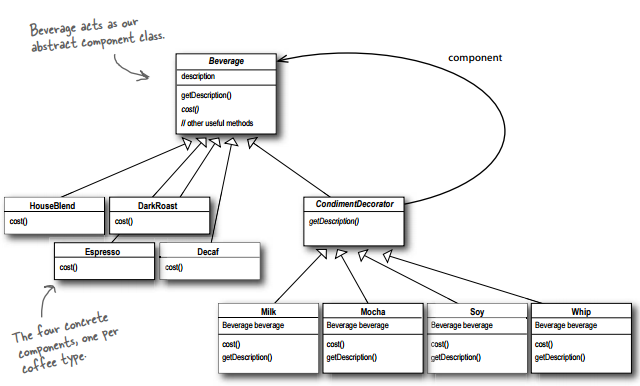 Beverage acts as our
abstract component class.
Beverage
description
getDescription()
cost()
// other useful methods
component
HouseBlend
cost()
DarkRoast
cost()
Espresso
cost()
Decaf
cost()
CondimentDecorator
getDescription()
The four concrete
components, one per
coffee type.
Milk
Beverage beverage
cost()
getDescription()
Mocha
Beverage beverage
cost()
getDescription()
Soy
Beverage beverage
cost()
getDescription()
Whip
Beverage beverage
cost()
getDescription()